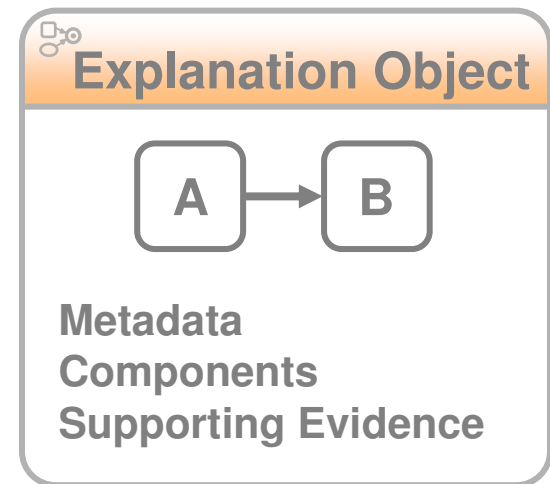 Explanation Object
A B
Metadata
Components
Supporting Evidence